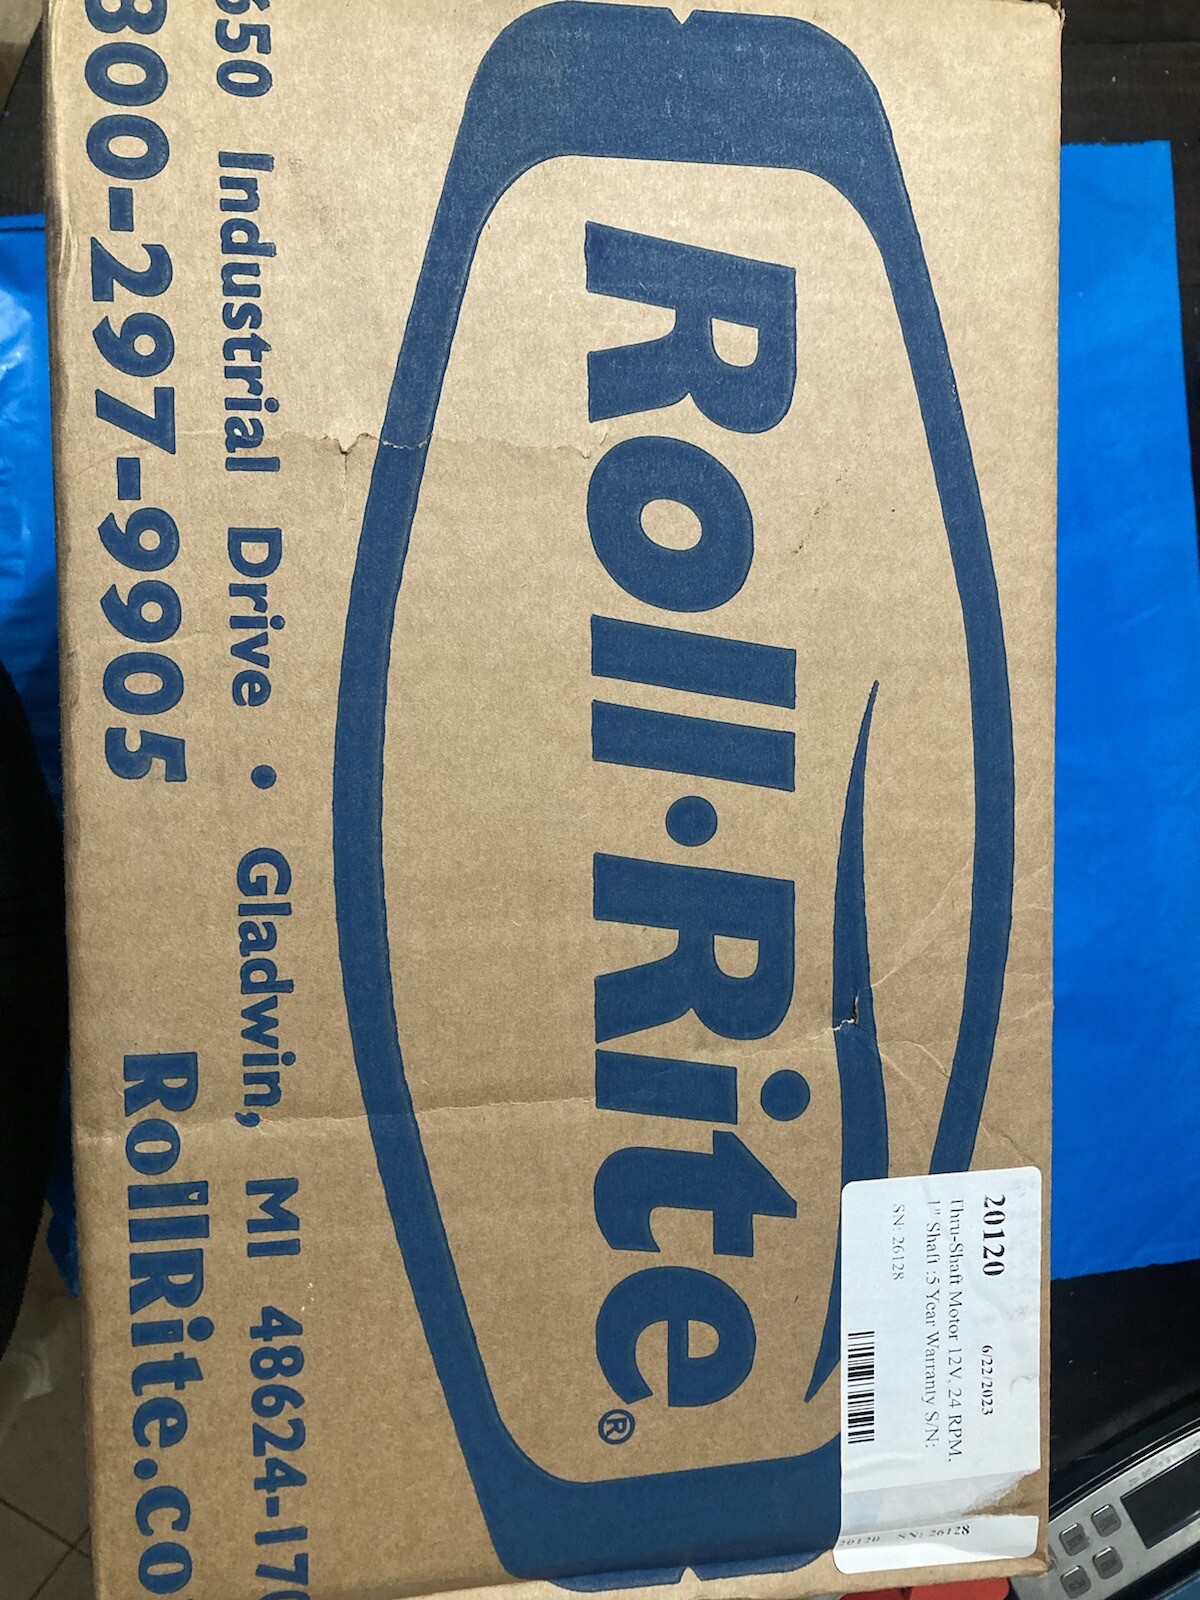 Roll·Rite®
650 Industrial Drive • Gladwin, MI 48624-170
800-297-9905 RollRite.co
20120 6/22/2023
Thru-Shaft Motor 12V, 24 RPM,
1" Shaft :5 Year Warranty S/N:
SN: 26128
20120 SN: 26128